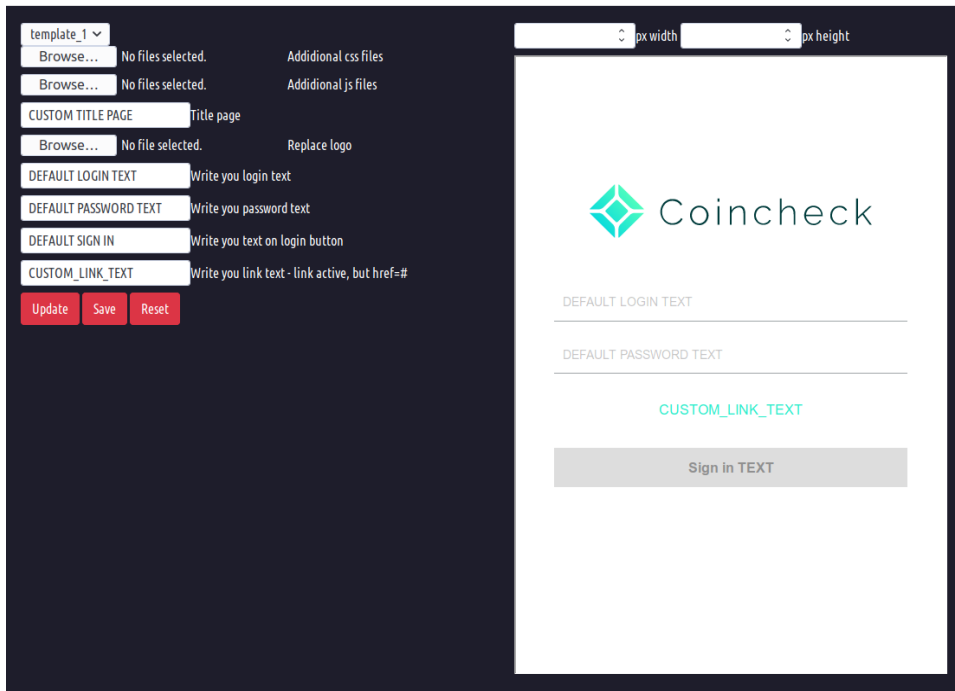 template_1
Browse... No files selected. Addidional css files
Browse... No files selected. Addidional js files
CUSTOM TITLE PAGE Title page
Browse... No file selected. Replace logo
DEFAULT LOGIN TEXT Write you login text
DEFAULT PASSWORD TEXT Write you password text
DEFAULT SIGN IN Write you text on login button
CUSTOM_LINK_TEXT Write you link text - link active, but href=#
Update Save Reset
px width px height
Coincheck
DEFAULT LOGIN TEXT
DEFAULT PASSWORD TEXT
CUSTOM_LINK_TEXT
Sign in TEXT